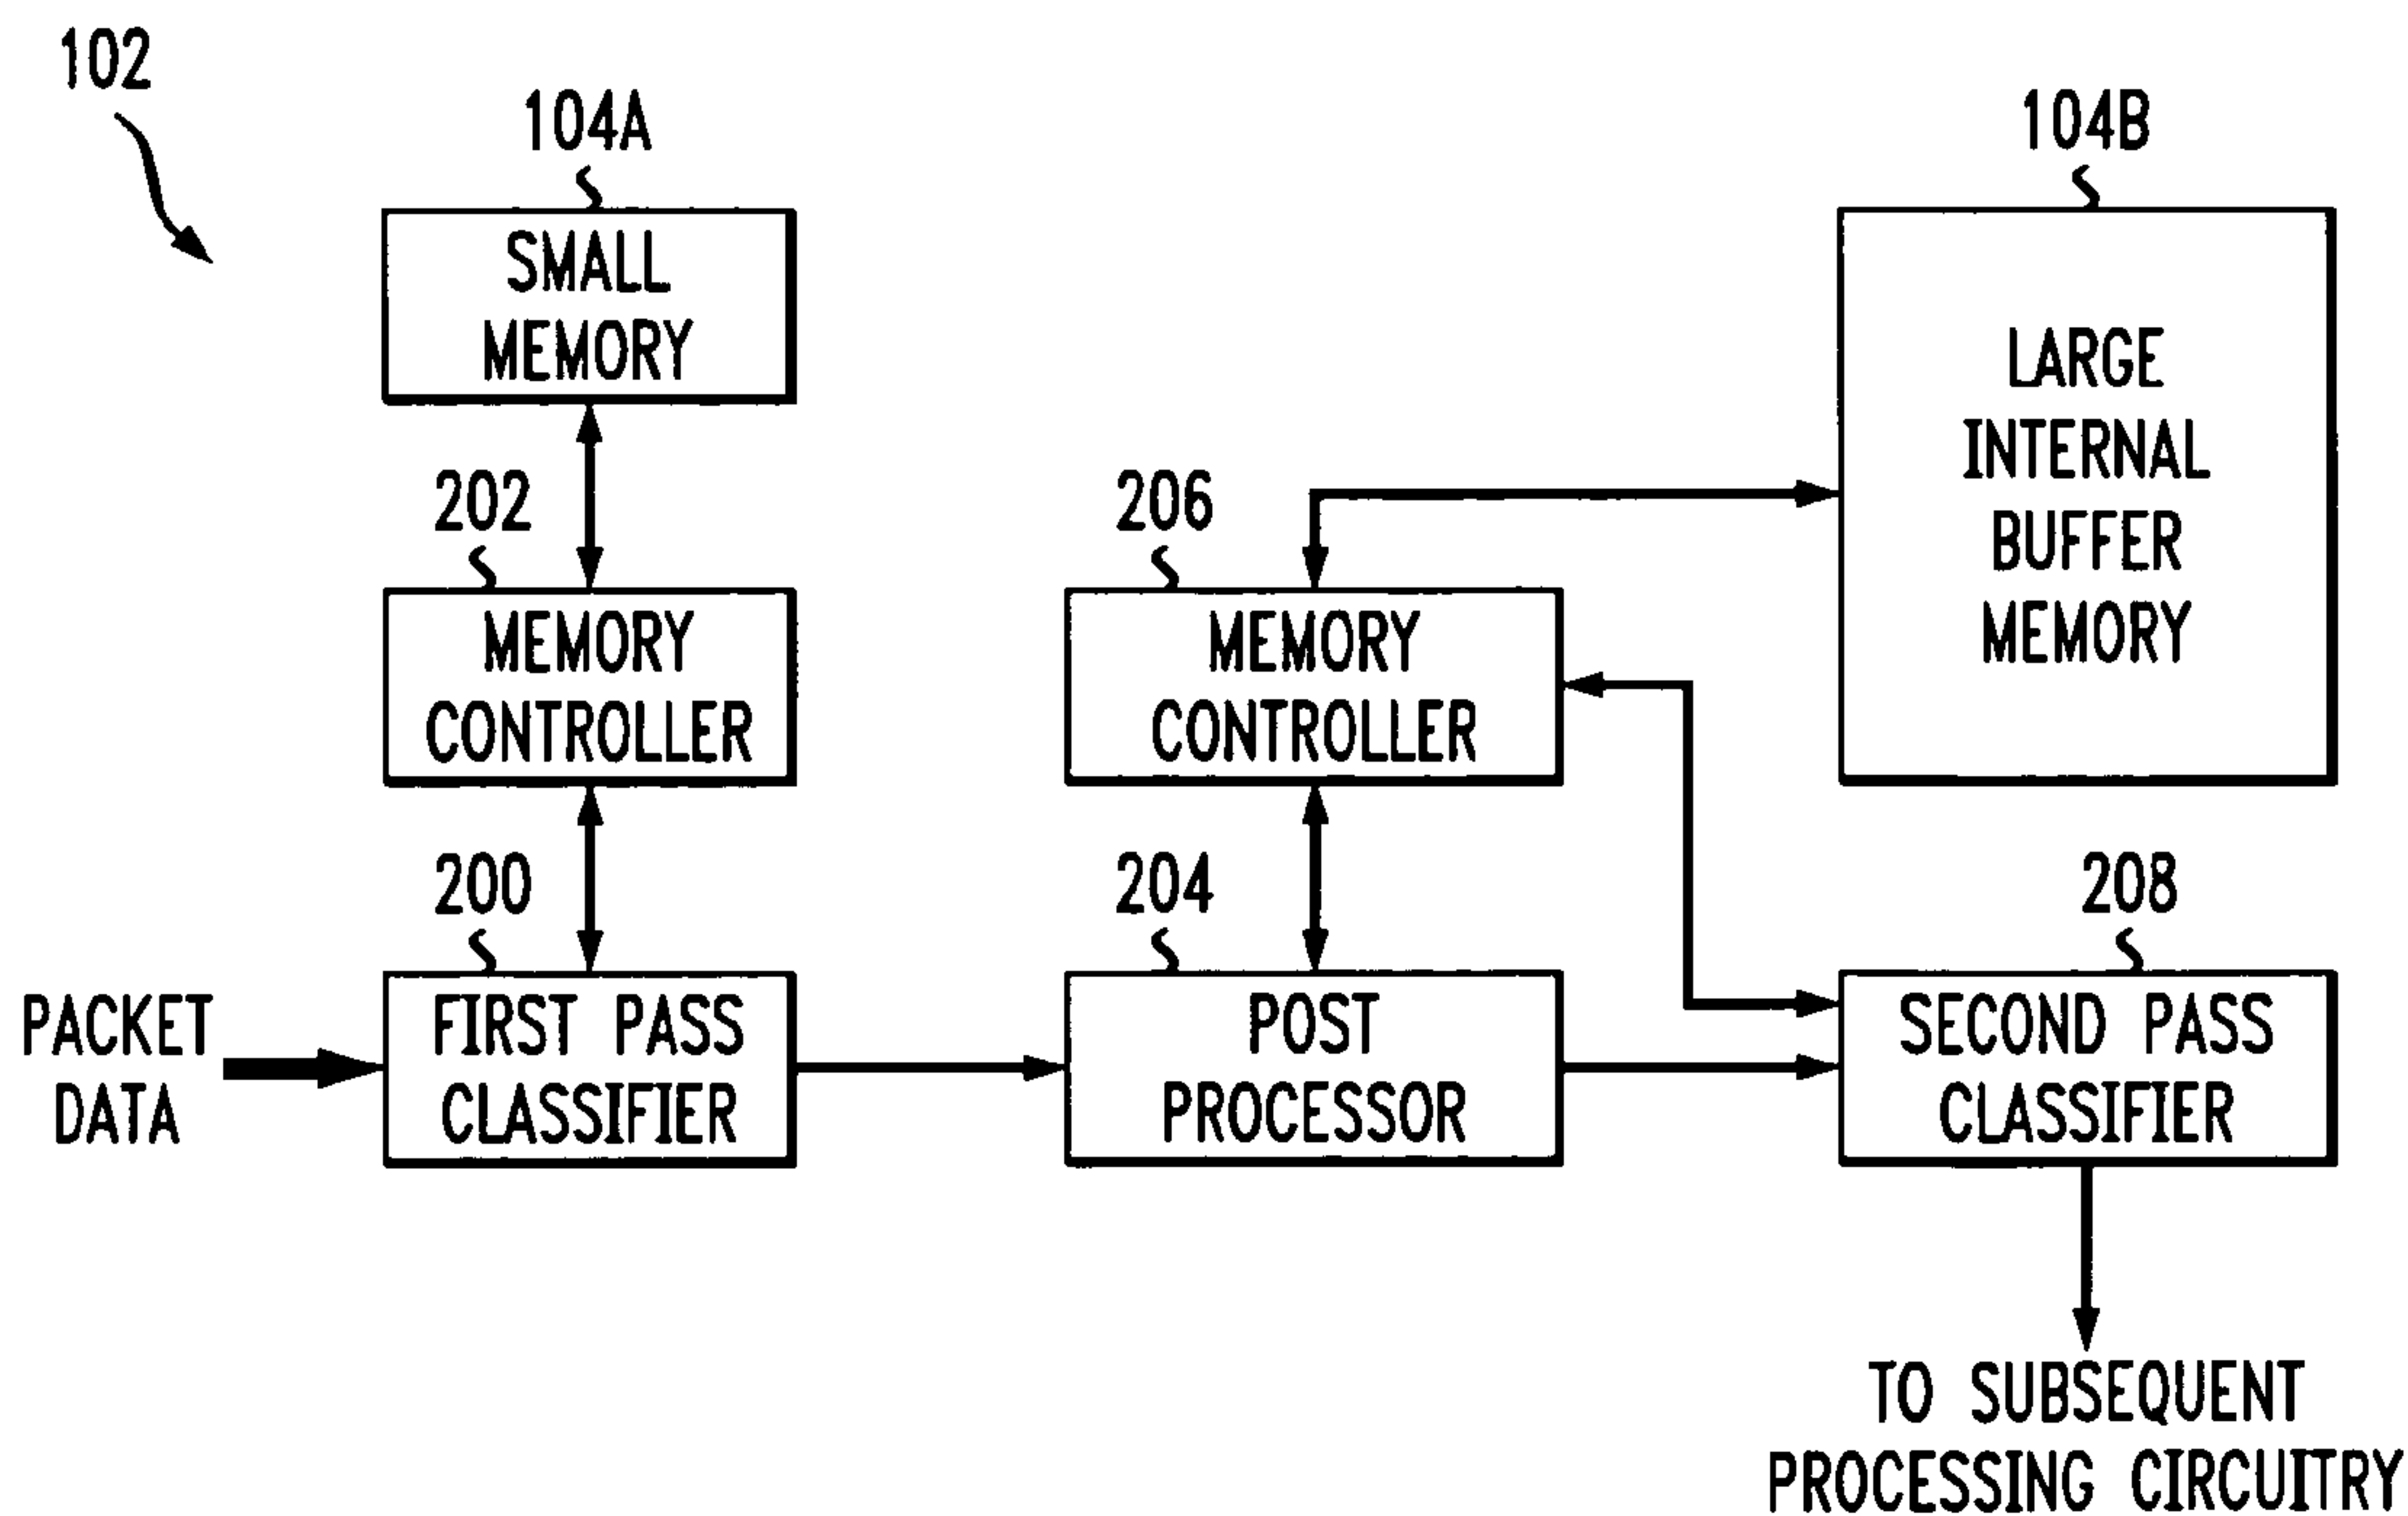 102
104A
SMALL
MEMORY
202
MEMORY
CONTROLLER
200
PACKET
DATA
FIRST PASS
CLASSIFIER
206
MEMORY
CONTROLLER
204
POST
PROCESSOR
104B
LARGE
INTERNAL
BUFFER
MEMORY
208
SECOND PASS
CLASSIFIER
TO SUBSEQUENT
PROCESSING CIRCUITRY